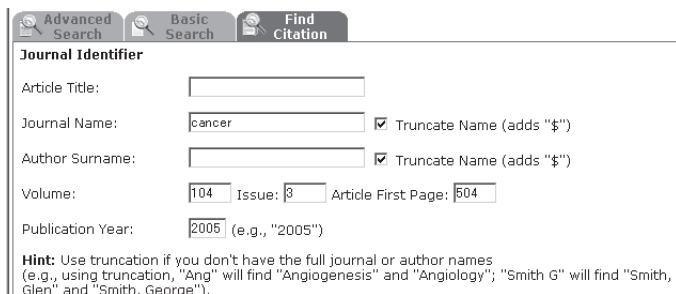 Advanced Search
Basic Search
Find Citation
Journal Identifier
Article Title:
Journal Name: cancer Truncate Name (adds "$")
Author Surname: Truncate Name (adds "$")
Volume: 104 Issue: 3 Article First Page: 504
Publication Year: 2005 (e.g., "2005")
Hint: Use truncation if you don't have the full journal or author names
(e.g., using truncation, "Ang" will find "Angiogenesis" and "Angiology"; "Smith G" will find "Smith,
Glen" and "Smith, George").